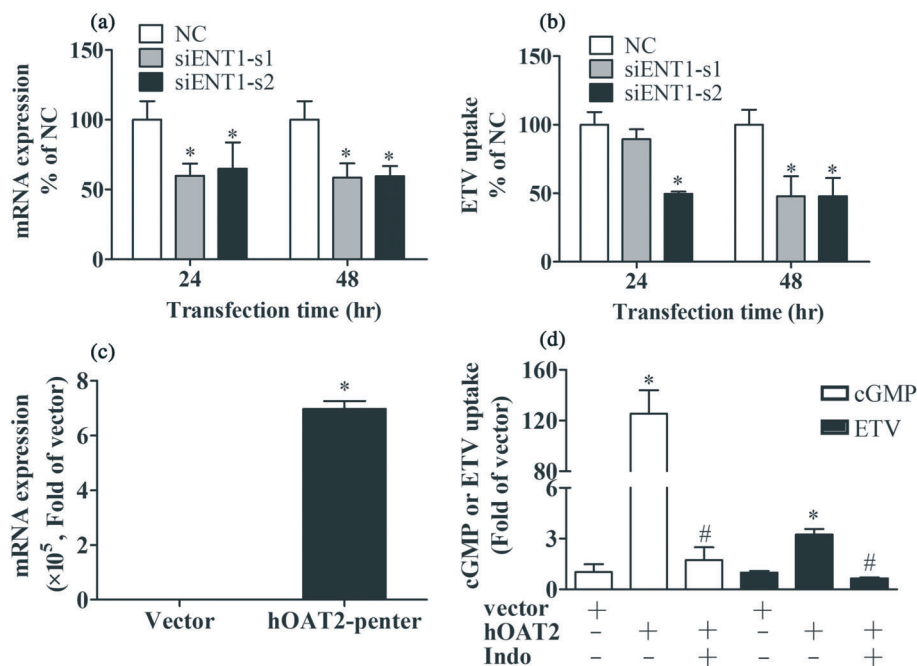 (a)
NC
siENT1-s1
siENT1-s2
mRNA expression
% of NC
150
100
50
0
* * * *
24 48
Transfection time (hr)
(b)
NC
siENT1-s1
siENT1-s2
ETV uptake
% of NC
150
100
50
0
* * *
24 48
Transfection time (hr)
(c)
mRNA expression
(×10⁵, Fold of vector)
8
6
4
2
0
*
Vector hOAT2-penter
(d)
cGMP
ETV
cGMP or ETV uptake
(Fold of vector)
160
120
80
6
3
0
* # * #
vector + - - + - -
hOAT2 - + + - + +
Indo - - + - - +